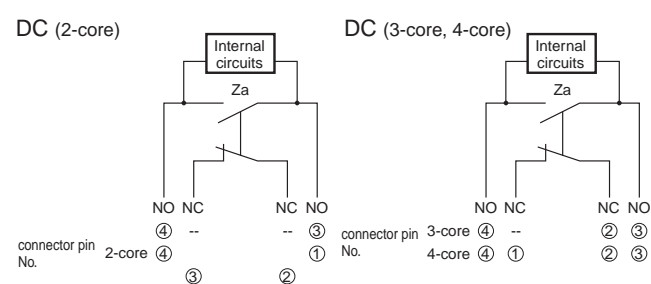 DC (2-core)
Internal
circuits
Za
NO NC NC NO
④ -- -- ③
connector pin
No.
2-core ④ ①
③ ②
DC (3-core, 4-core)
Internal
circuits
Za
NO NC NC NO
connector pin
No.
3-core ④ -- ② ③
4-core ④ ① ② ③